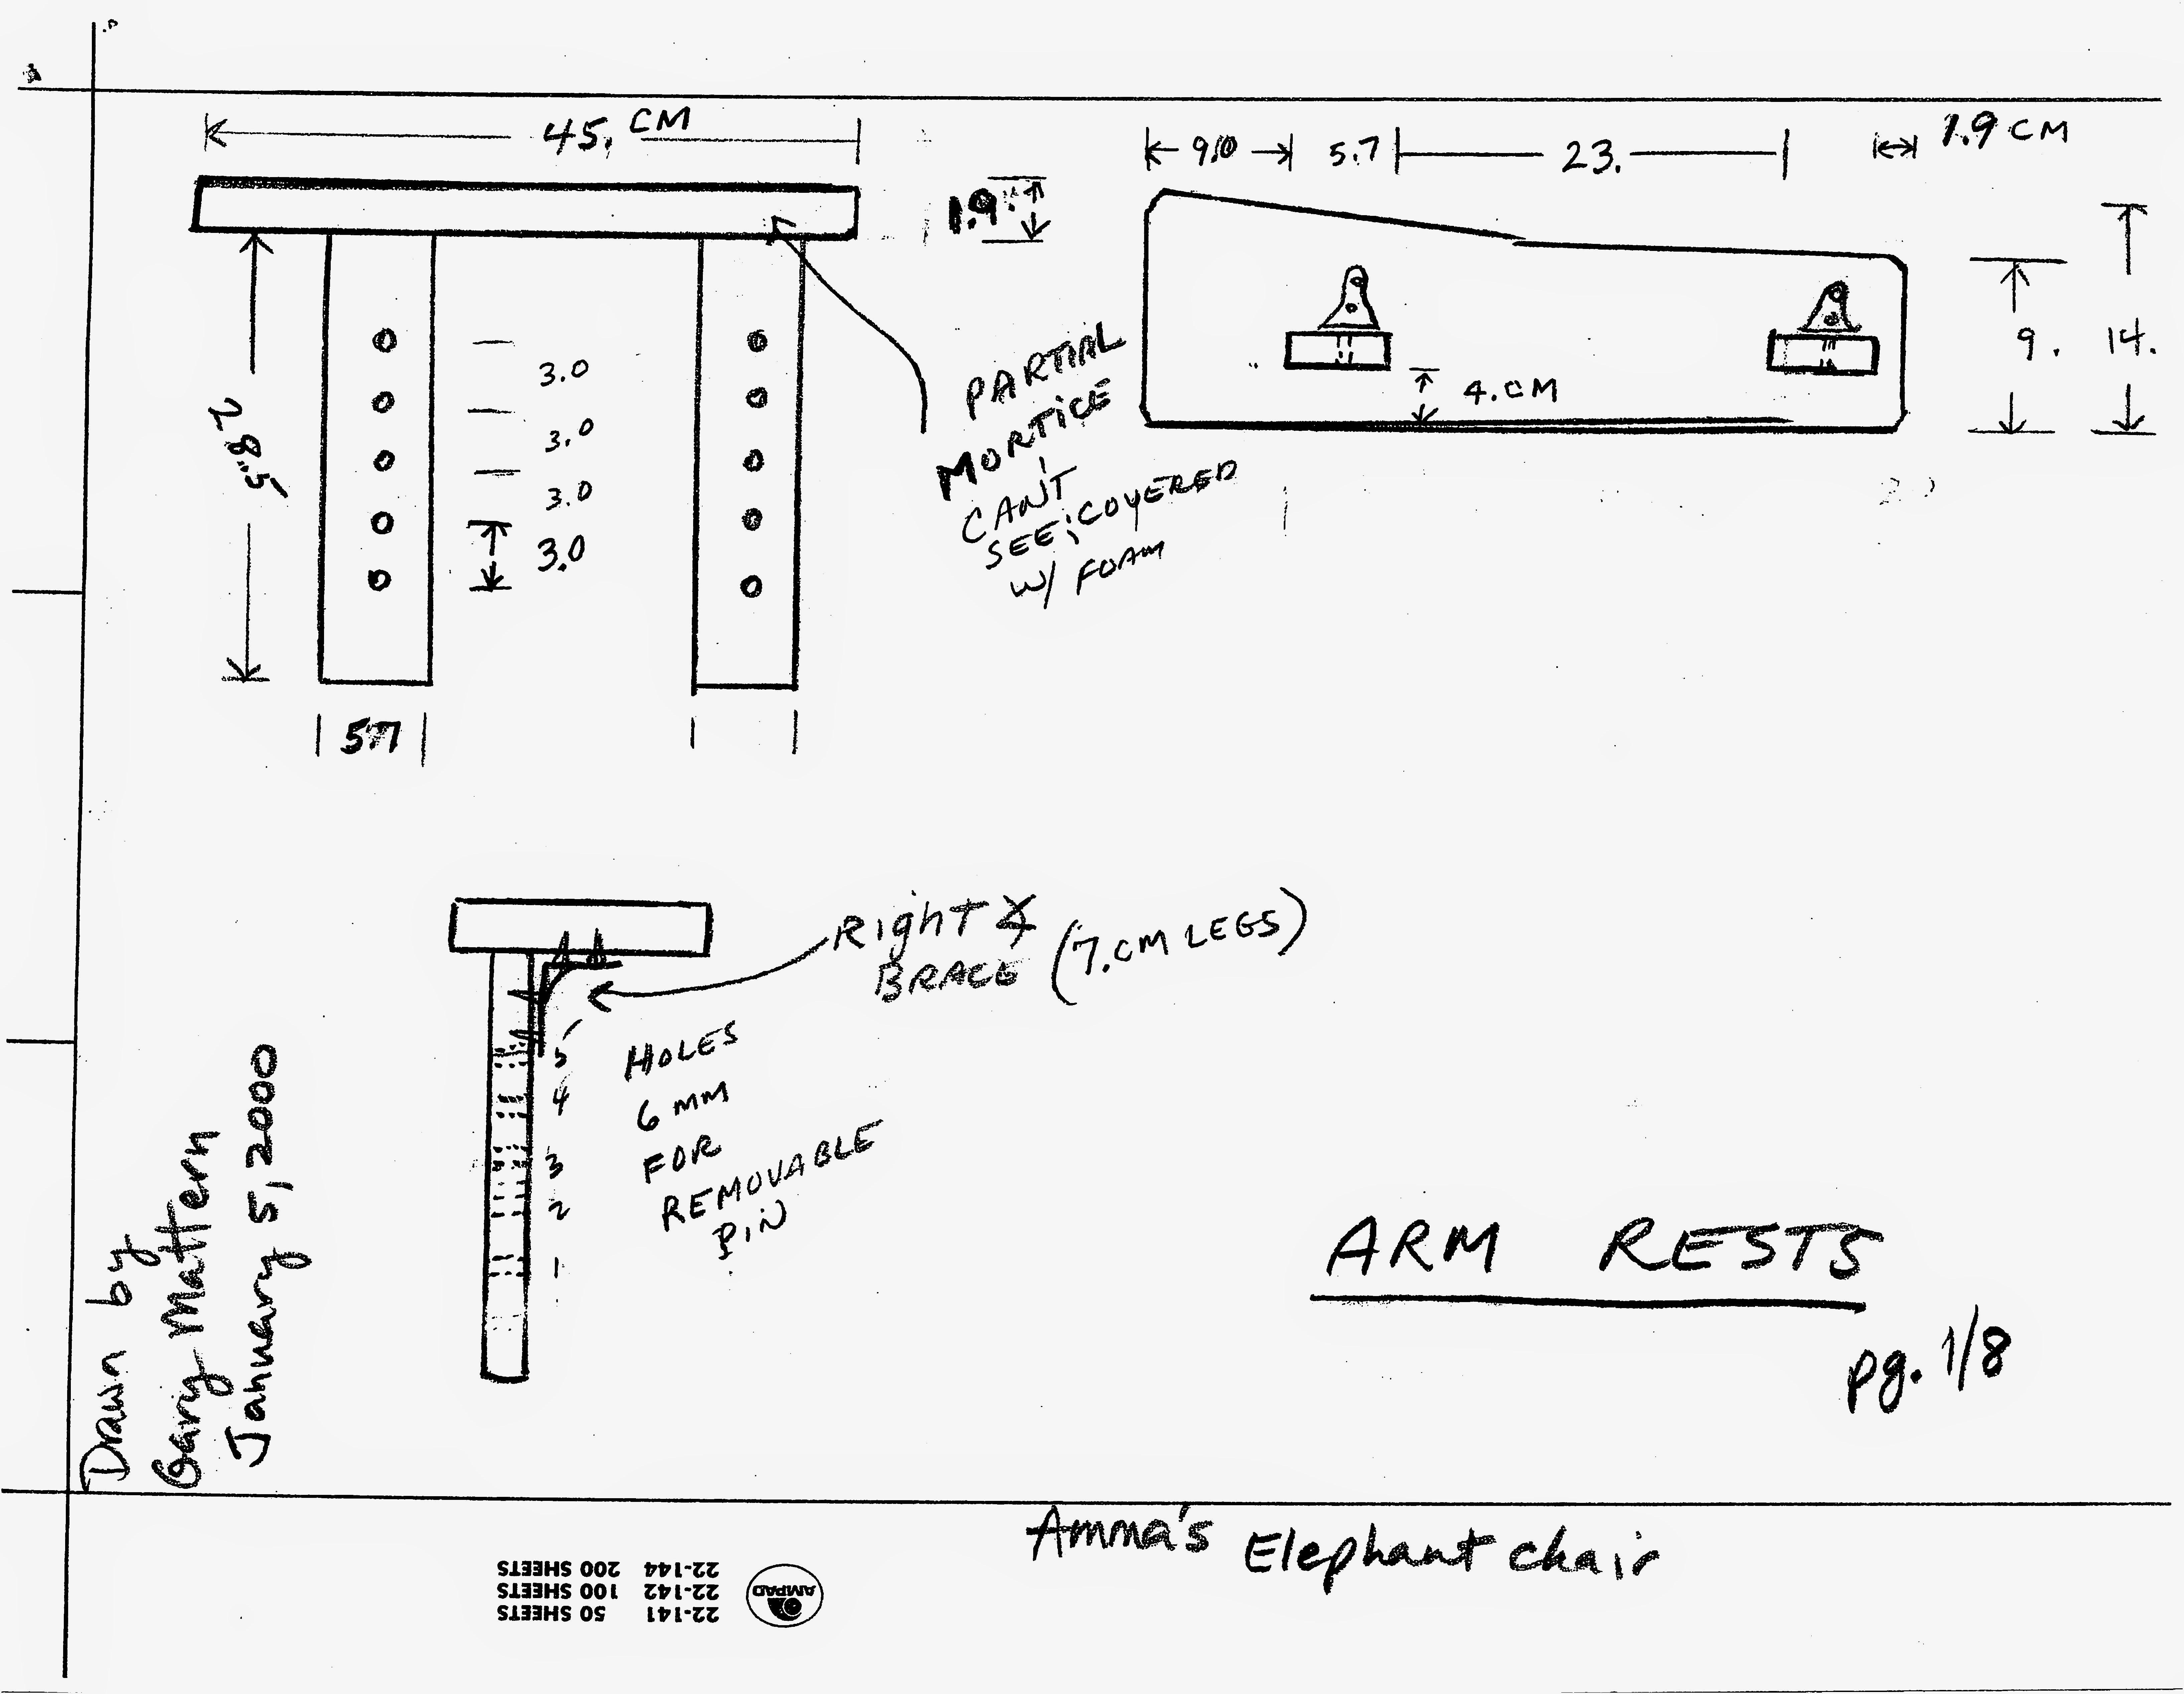 45. CM
9.0 5.7 23. 1.9 CM
1.9
9. 14.
4. CM
28.5
3.0
3.0
3.0
3.0
5.7
PARTIAL
MORTICE
CAN'T
SEE; COVERED
W/ FOAM
Right ∡
BRACE (7. CM LEGS)
HOLES
6 MM
FOR
REMOVABLE
PIN
5
4
3
2
1
Drawn by
Gary Mattern
January 5, 2000
ARM RESTS
pg. 1/8
Amma's Elephant chair
22-141 50 SHEETS
22-142 100 SHEETS
22-144 200 SHEETS
AMPAD